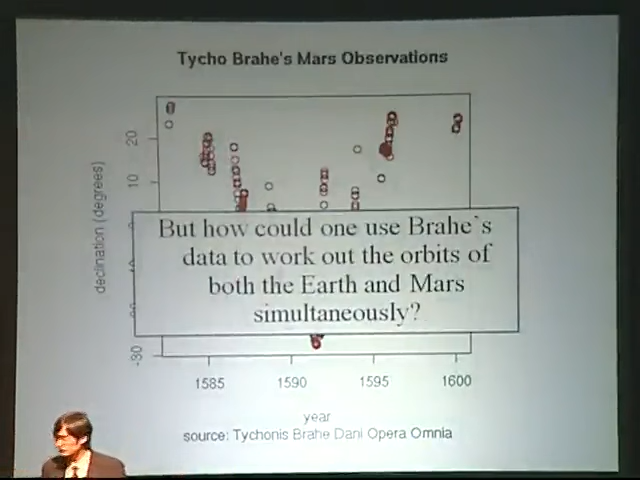 Tycho Brahe's Mars Observations
20
10
declination (degrees)
But how could one use Brahe`s
data to work out the orbits of
both the Earth and Mars
simultaneously?
-30
1585 1590 1595 1600
year
source: Tychonis Brahe Dani Opera Omnia